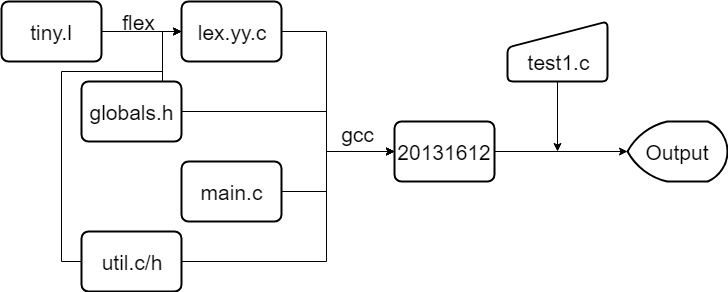 tiny.l
flex
lex.yy.c
test1.c
globals.h
gcc
20131612
Output
main.c
util.c/h